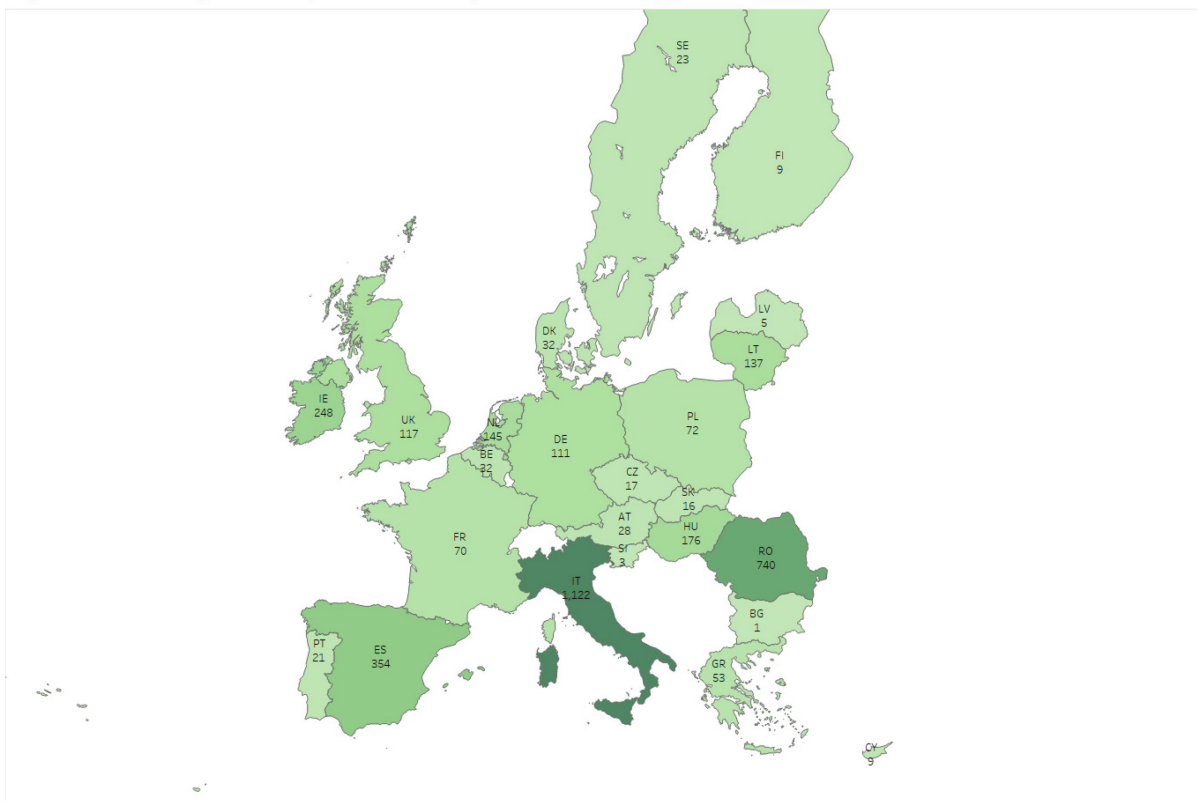 SE
23
FI
9
LV
5
DK
32
LT
137
IE
248
UK
117
NL
145
PL
72
DE
111
BE
32
CZ
17
SK
16
AT
28
HU
176
FR
70
SI
3
RO
740
IT
1,122
BG
1
PT
21
ES
354
GR
53
CY
9